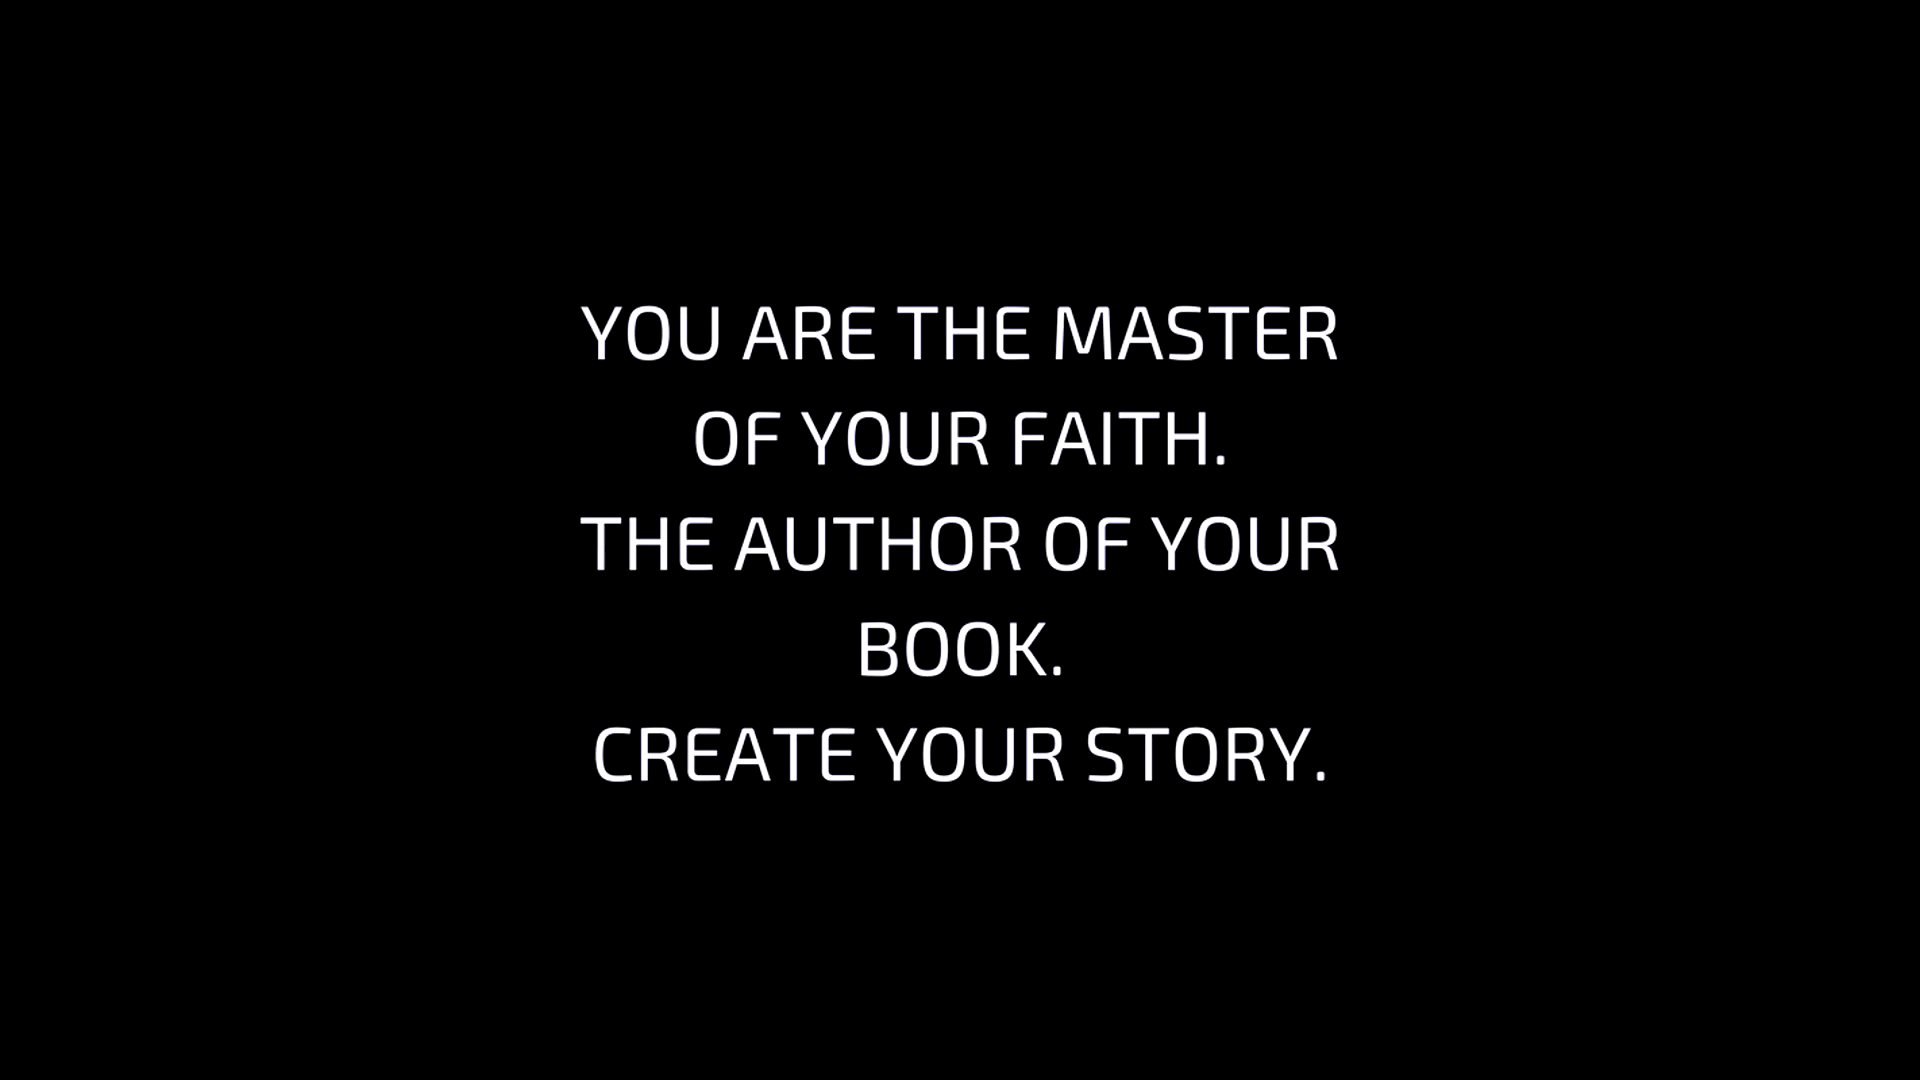 YOU ARE THE MASTER
OF YOUR FAITH.
THE AUTHOR OF YOUR
BOOK.
CREATE YOUR STORY.